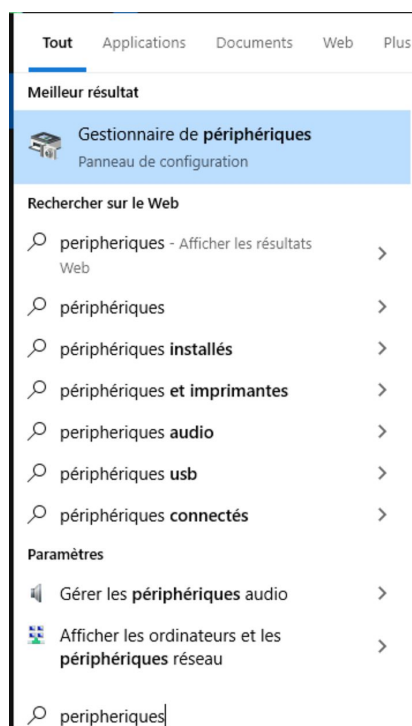 Tout Applications Documents Web Plus
Meilleur résultat
Gestionnaire de périphériques
Panneau de configuration
Rechercher sur le Web
peripheriques - Afficher les résultats
Web
périphériques
périphériques installés
périphériques et imprimantes
peripheriques audio
périphériques usb
périphériques connectés
Paramètres
Gérer les périphériques audio
Afficher les ordinateurs et les
périphériques réseau
peripheriques